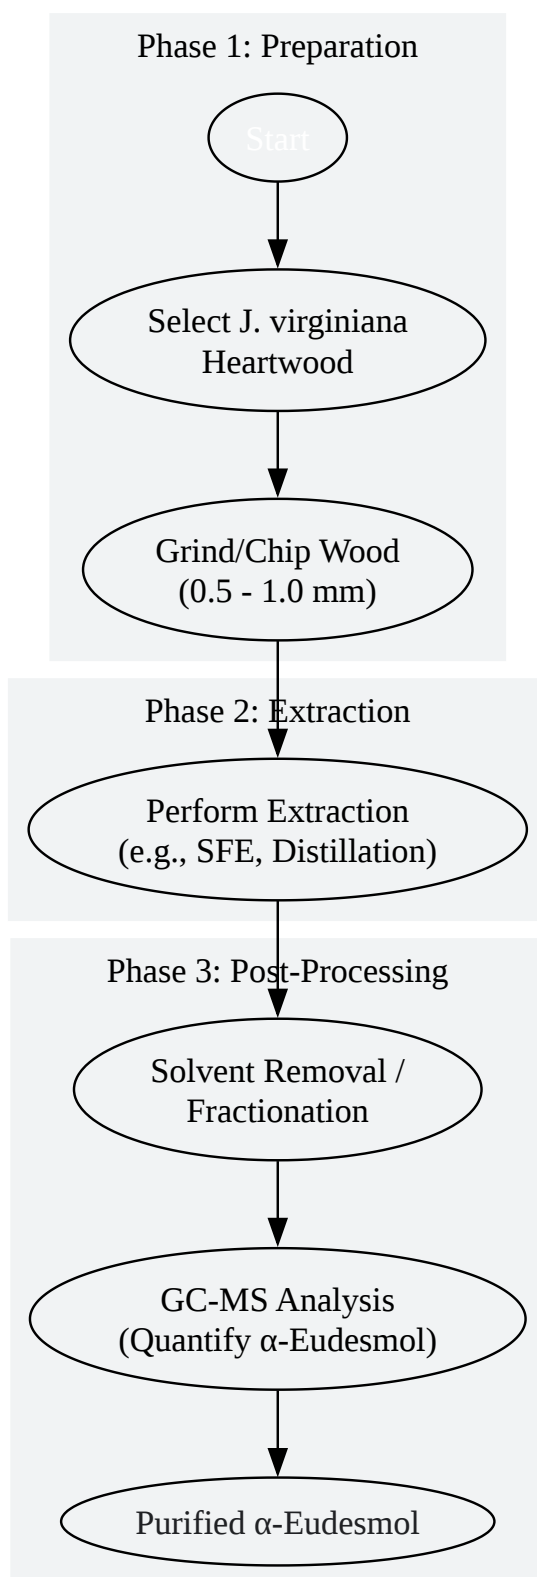 Phase 1: Preparation
Start
Select J. virginiana
Heartwood
Grind/Chip Wood
(0.5 - 1.0 mm)
Phase 2: Extraction
Perform Extraction
(e.g., SFE, Distillation)
Phase 3: Post-Processing
Solvent Removal /
Fractionation
GC-MS Analysis
(Quantify α-Eudesmol)
Purified α-Eudesmol